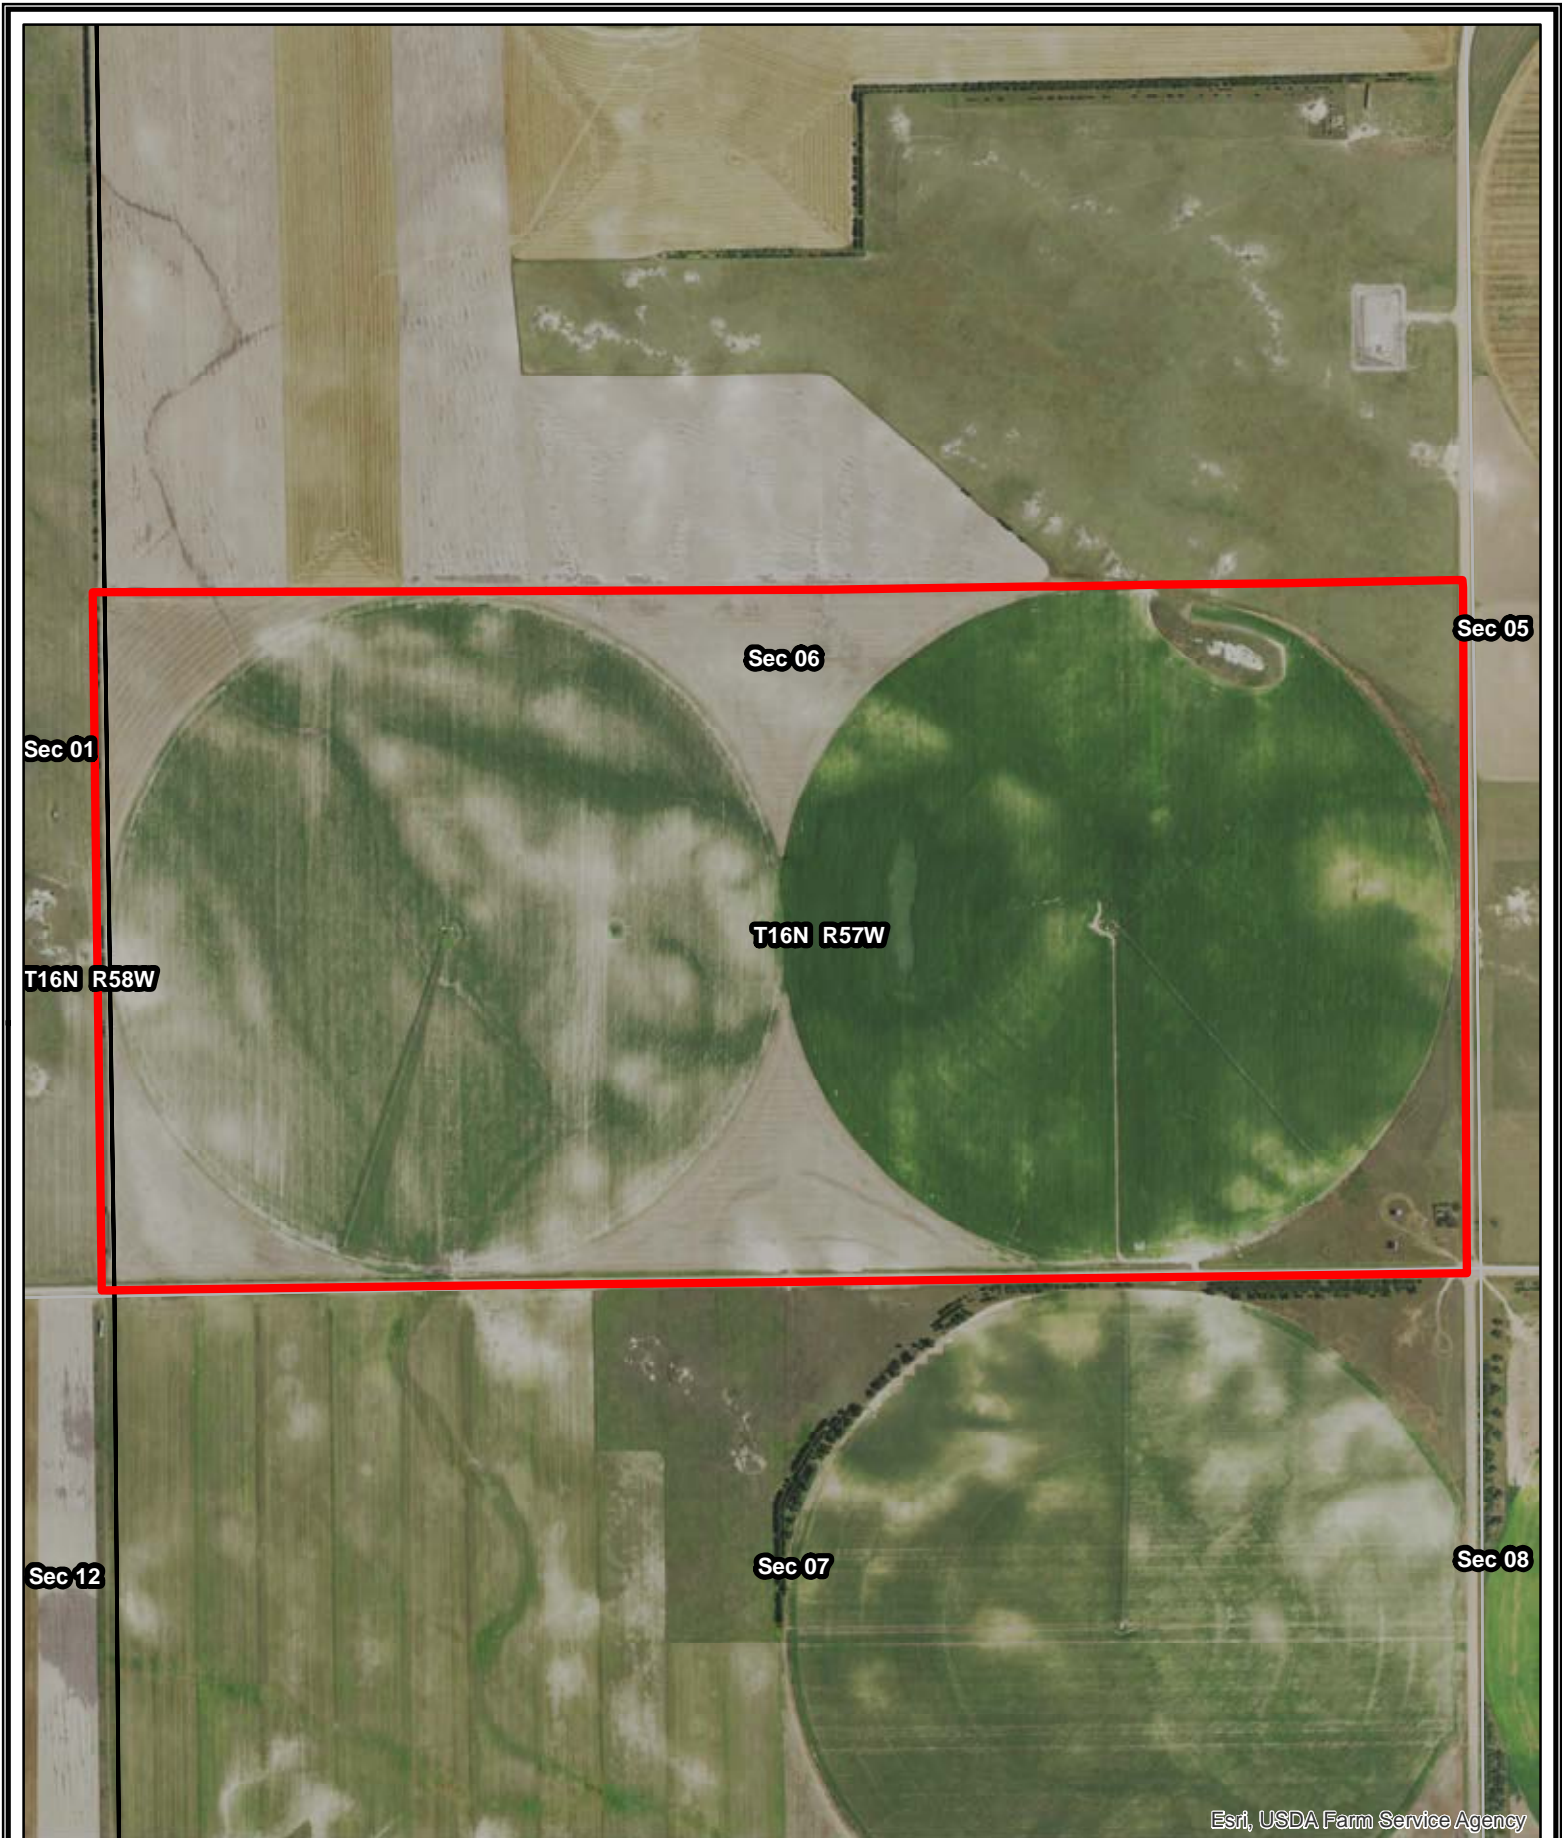 Sec 05
Sec 06
Sec 01
T16N R57W
T16N R58W
Sec 08
Sec 07
Sec 12
Esri, USDA Farm Service Agency